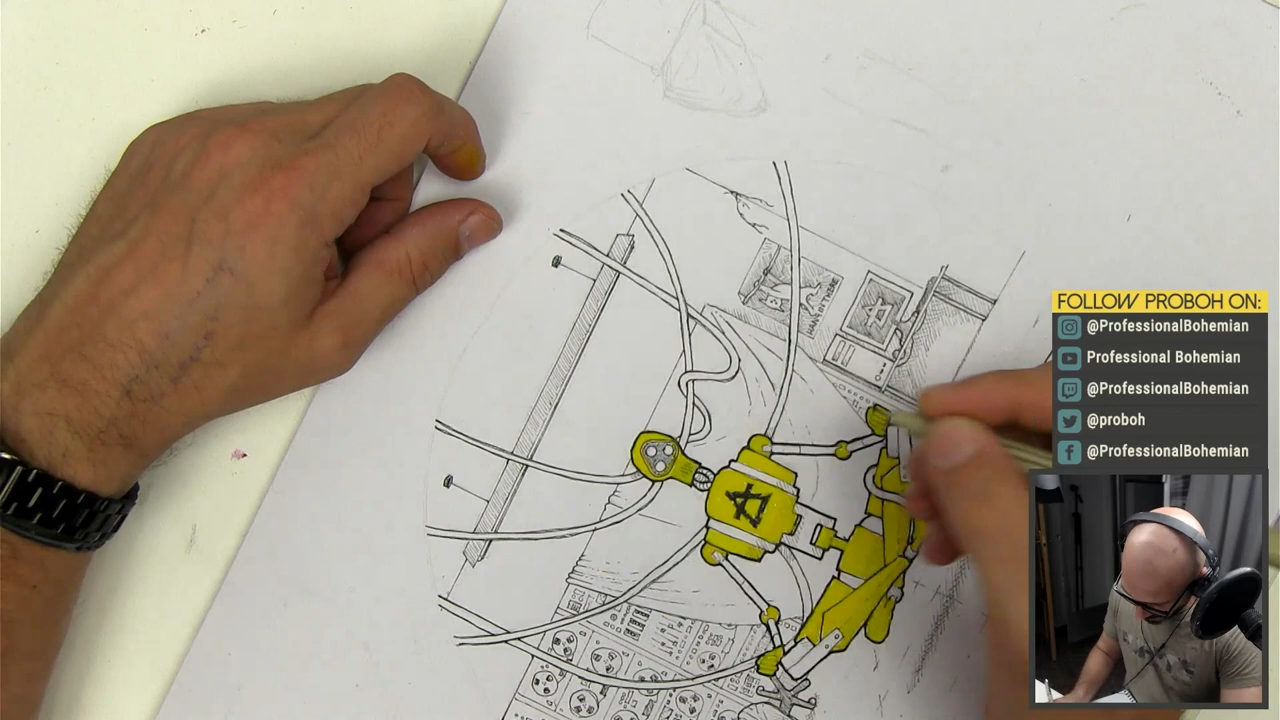 FOLLOW PROBOH ON:
@ProfessionalBohemian
Professional Bohemian
@ProfessionalBohemian
@proboh
@ProfessionalBohemian